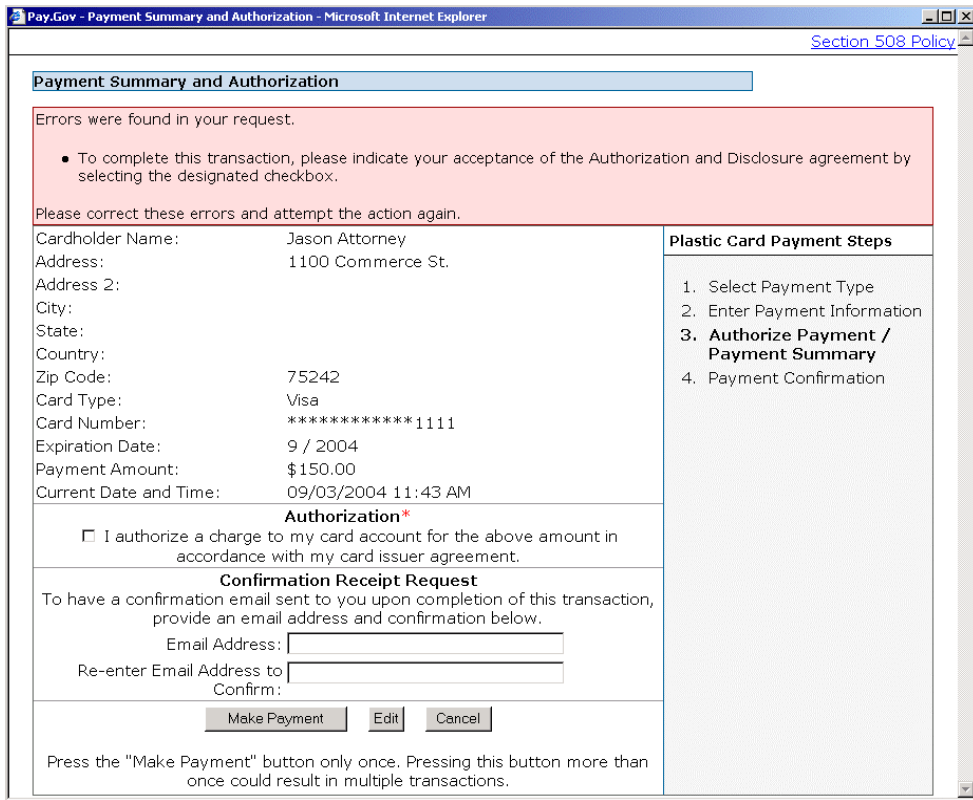 Pay.Gov - Payment Summary and Authorization - Microsoft Internet Explorer
Section 508 Policy
Payment Summary and Authorization
Errors were found in your request.
• To complete this transaction, please indicate your acceptance of the Authorization and Disclosure agreement by
selecting the designated checkbox.
Please correct these errors and attempt the action again.
Cardholder Name: Jason Attorney
Address: 1100 Commerce St.
Address 2:
City:
State:
Country:
Zip Code: 75242
Card Type: Visa
Card Number: ************1111
Expiration Date: 9 / 2004
Payment Amount: $150.00
Current Date and Time: 09/03/2004 11:43 AM
Plastic Card Payment Steps
1. Select Payment Type
2. Enter Payment Information
3. Authorize Payment /
Payment Summary
4. Payment Confirmation
Authorization*
I authorize a charge to my card account for the above amount in
accordance with my card issuer agreement.
Confirmation Receipt Request
To have a confirmation email sent to you upon completion of this transaction,
provide an email address and confirmation below.
Email Address:
Re-enter Email Address to
Confirm:
Make Payment Edit Cancel
Press the "Make Payment" button only once. Pressing this button more than
once could result in multiple transactions.